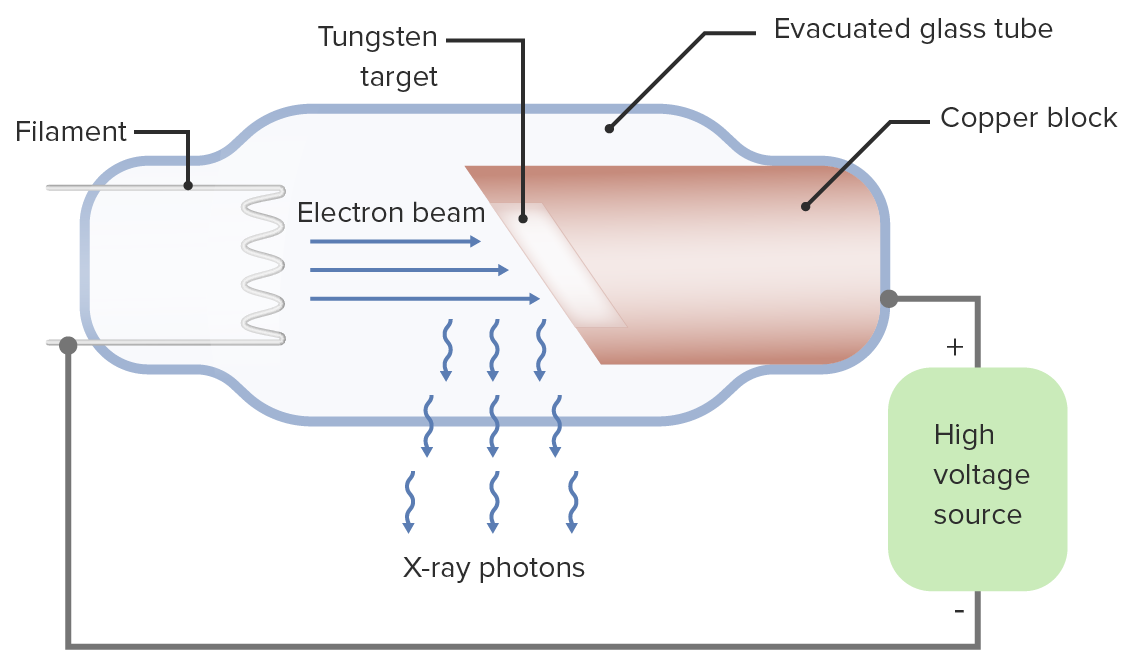 Tungsten
target
Evacuated glass tube
Filament
Copper block
Electron beam
+
High
voltage
source
X-ray photons
-